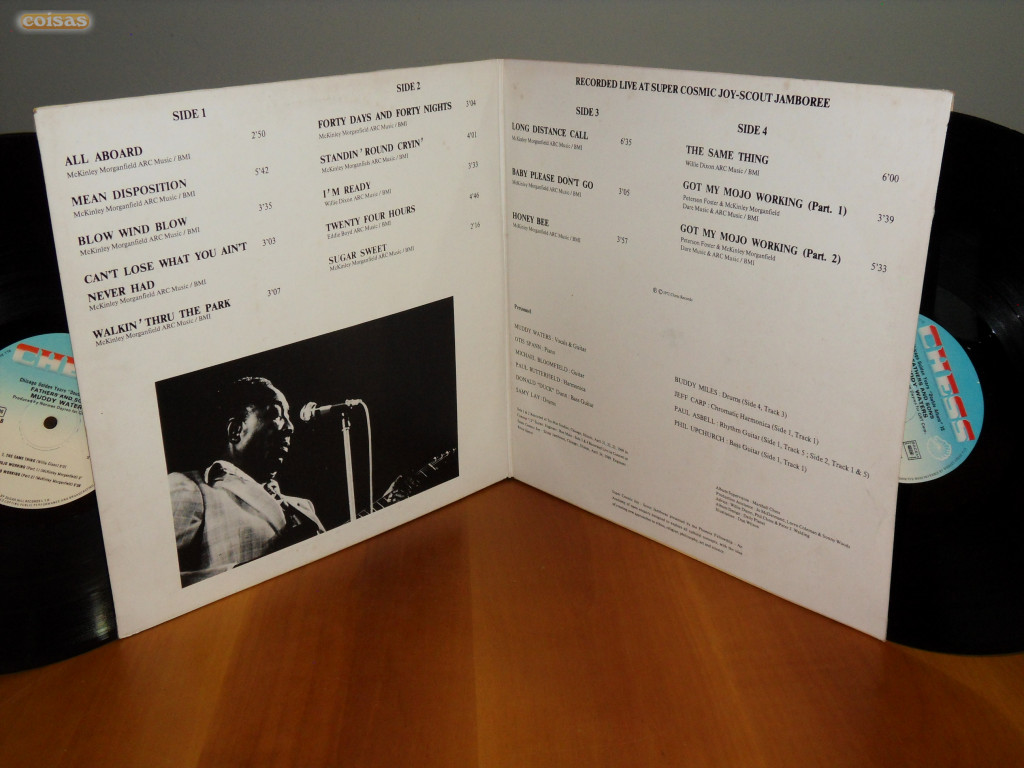 coisas
SIDE 1
ALL ABOARD 2'50
McKinley Morganfield ARC Music / BMI
MEAN DISPOSITION 5'42
McKinley Morganfield ARC Music / BMI
BLOW WIND BLOW 3'35
McKinley Morganfield ARC Music / BMI
CAN'T LOSE WHAT YOU AIN'T 3'03
NEVER HAD
McKinley Morganfield ARC Music / BMI
WALKIN' THRU THE PARK 3'07
McKinley Morganfield ARC Music / BMI
SIDE 2
FORTY DAYS AND FORTY NIGHTS 3'04
McKinley Morganfield ARC Music / BMI
STANDIN' ROUND CRYIN' 4'01
McKinley Morganfield ARC Music / BMI
I'M READY 3'33
Willie Dixon ARC Music / BMI
TWENTY FOUR HOURS 4'46
Eddie Boyd ARC Music / BMI
SUGAR SWEET 2'16
McKinley Morganfield ARC Music / BMI
RECORDED LIVE AT SUPER COSMIC JOY-SCOUT JAMBOREE
SIDE 3
LONG DISTANCE CALL 6'35
McKinley Morganfield ARC Music / BMI
BABY PLEASE DON'T GO 3'05
McKinley Morganfield ARC Music / BMI
HONEY BEE 3'57
McKinley Morganfield ARC Music / BMI
SIDE 4
THE SAME THING 6'00
Willie Dixon ARC Music / BMI
GOT MY MOJO WORKING (Part. 1) 3'39
Petersen Foster & McKinley Morganfield
Dare Music & ARC Music / BMI
GOT MY MOJO WORKING (Part. 2) 5'33
Petersen Foster & McKinley Morganfield
Dare Music & ARC Music / BMI
Personnel
MUDDY WATERS : Vocals & Guitar
OTIS SPANN : Piano
MICHAEL BLOOMFIELD : Guitar
PAUL BUTTERFIELD : Harmonica
DONALD "DUCK" Dunn : Bass Guitar
SAMY LAY : Drums
BUDDY MILES : Drums (Side 4, Track 3)
JEFF CARP : Chromatic Harmonica (Side 1, Track 1)
PAUL ASBELL : Rhythm Guitar (Side 1, Track 5 ; Side 2, Track 1 & 5)
PHIL UPCHURCH : Bass Guitar (Side 1, Track 1)
CHESS
FATHERS AND
MUDDY WATER
CHESS